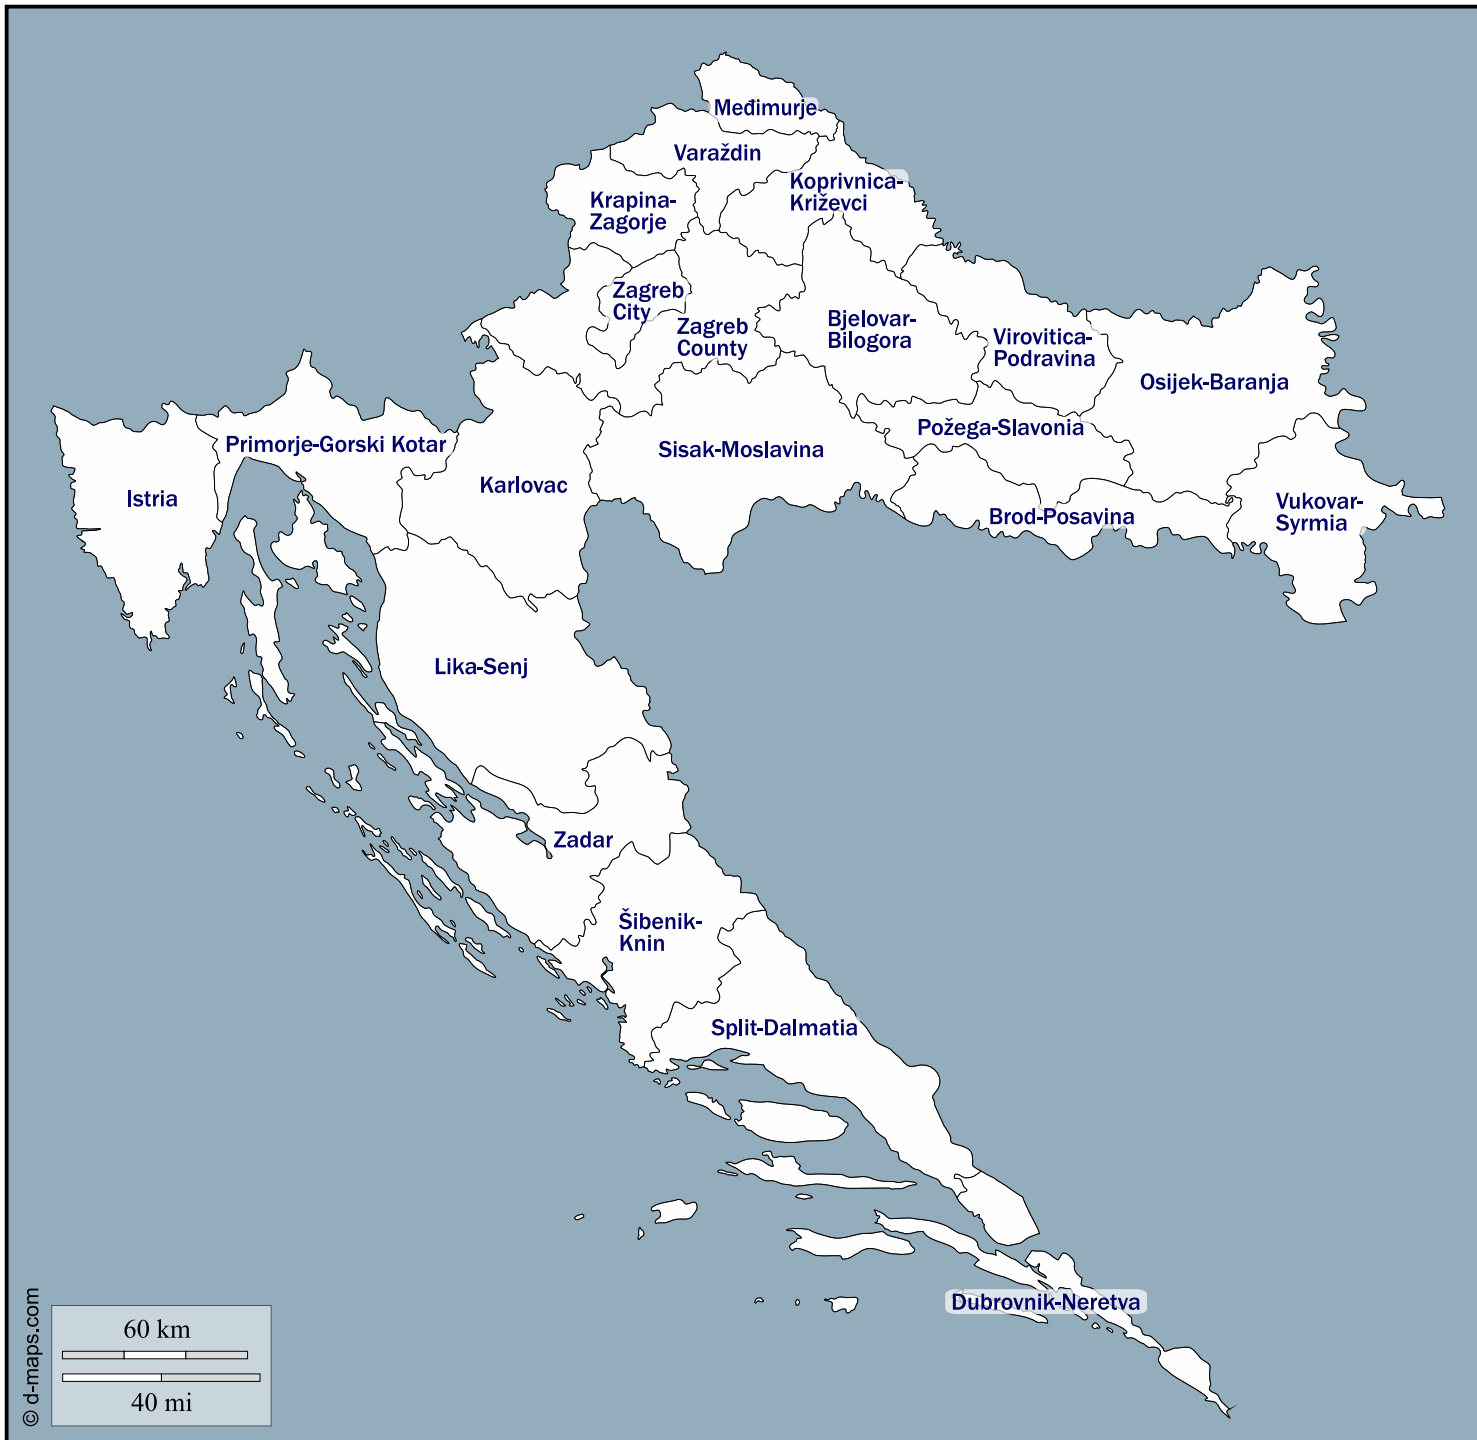 Međimurje
Varaždin
Koprivnica-
Križevci
Krapina-
Zagorje
Zagreb
City
Zagreb
County
Bjelovar-
Bilogora
Virovitica-
Podravina
Osijek-Baranja
Primorje-Gorski Kotar
Požega-Slavonia
Sisak-Moslavina
Istria
Karlovac
Brod-Posavina
Vukovar-
Syrmia
Lika-Senj
Zadar
Šibenik-
Knin
Split-Dalmatia
Dubrovnik-Neretva
60 km
40 mi
© d-maps.com